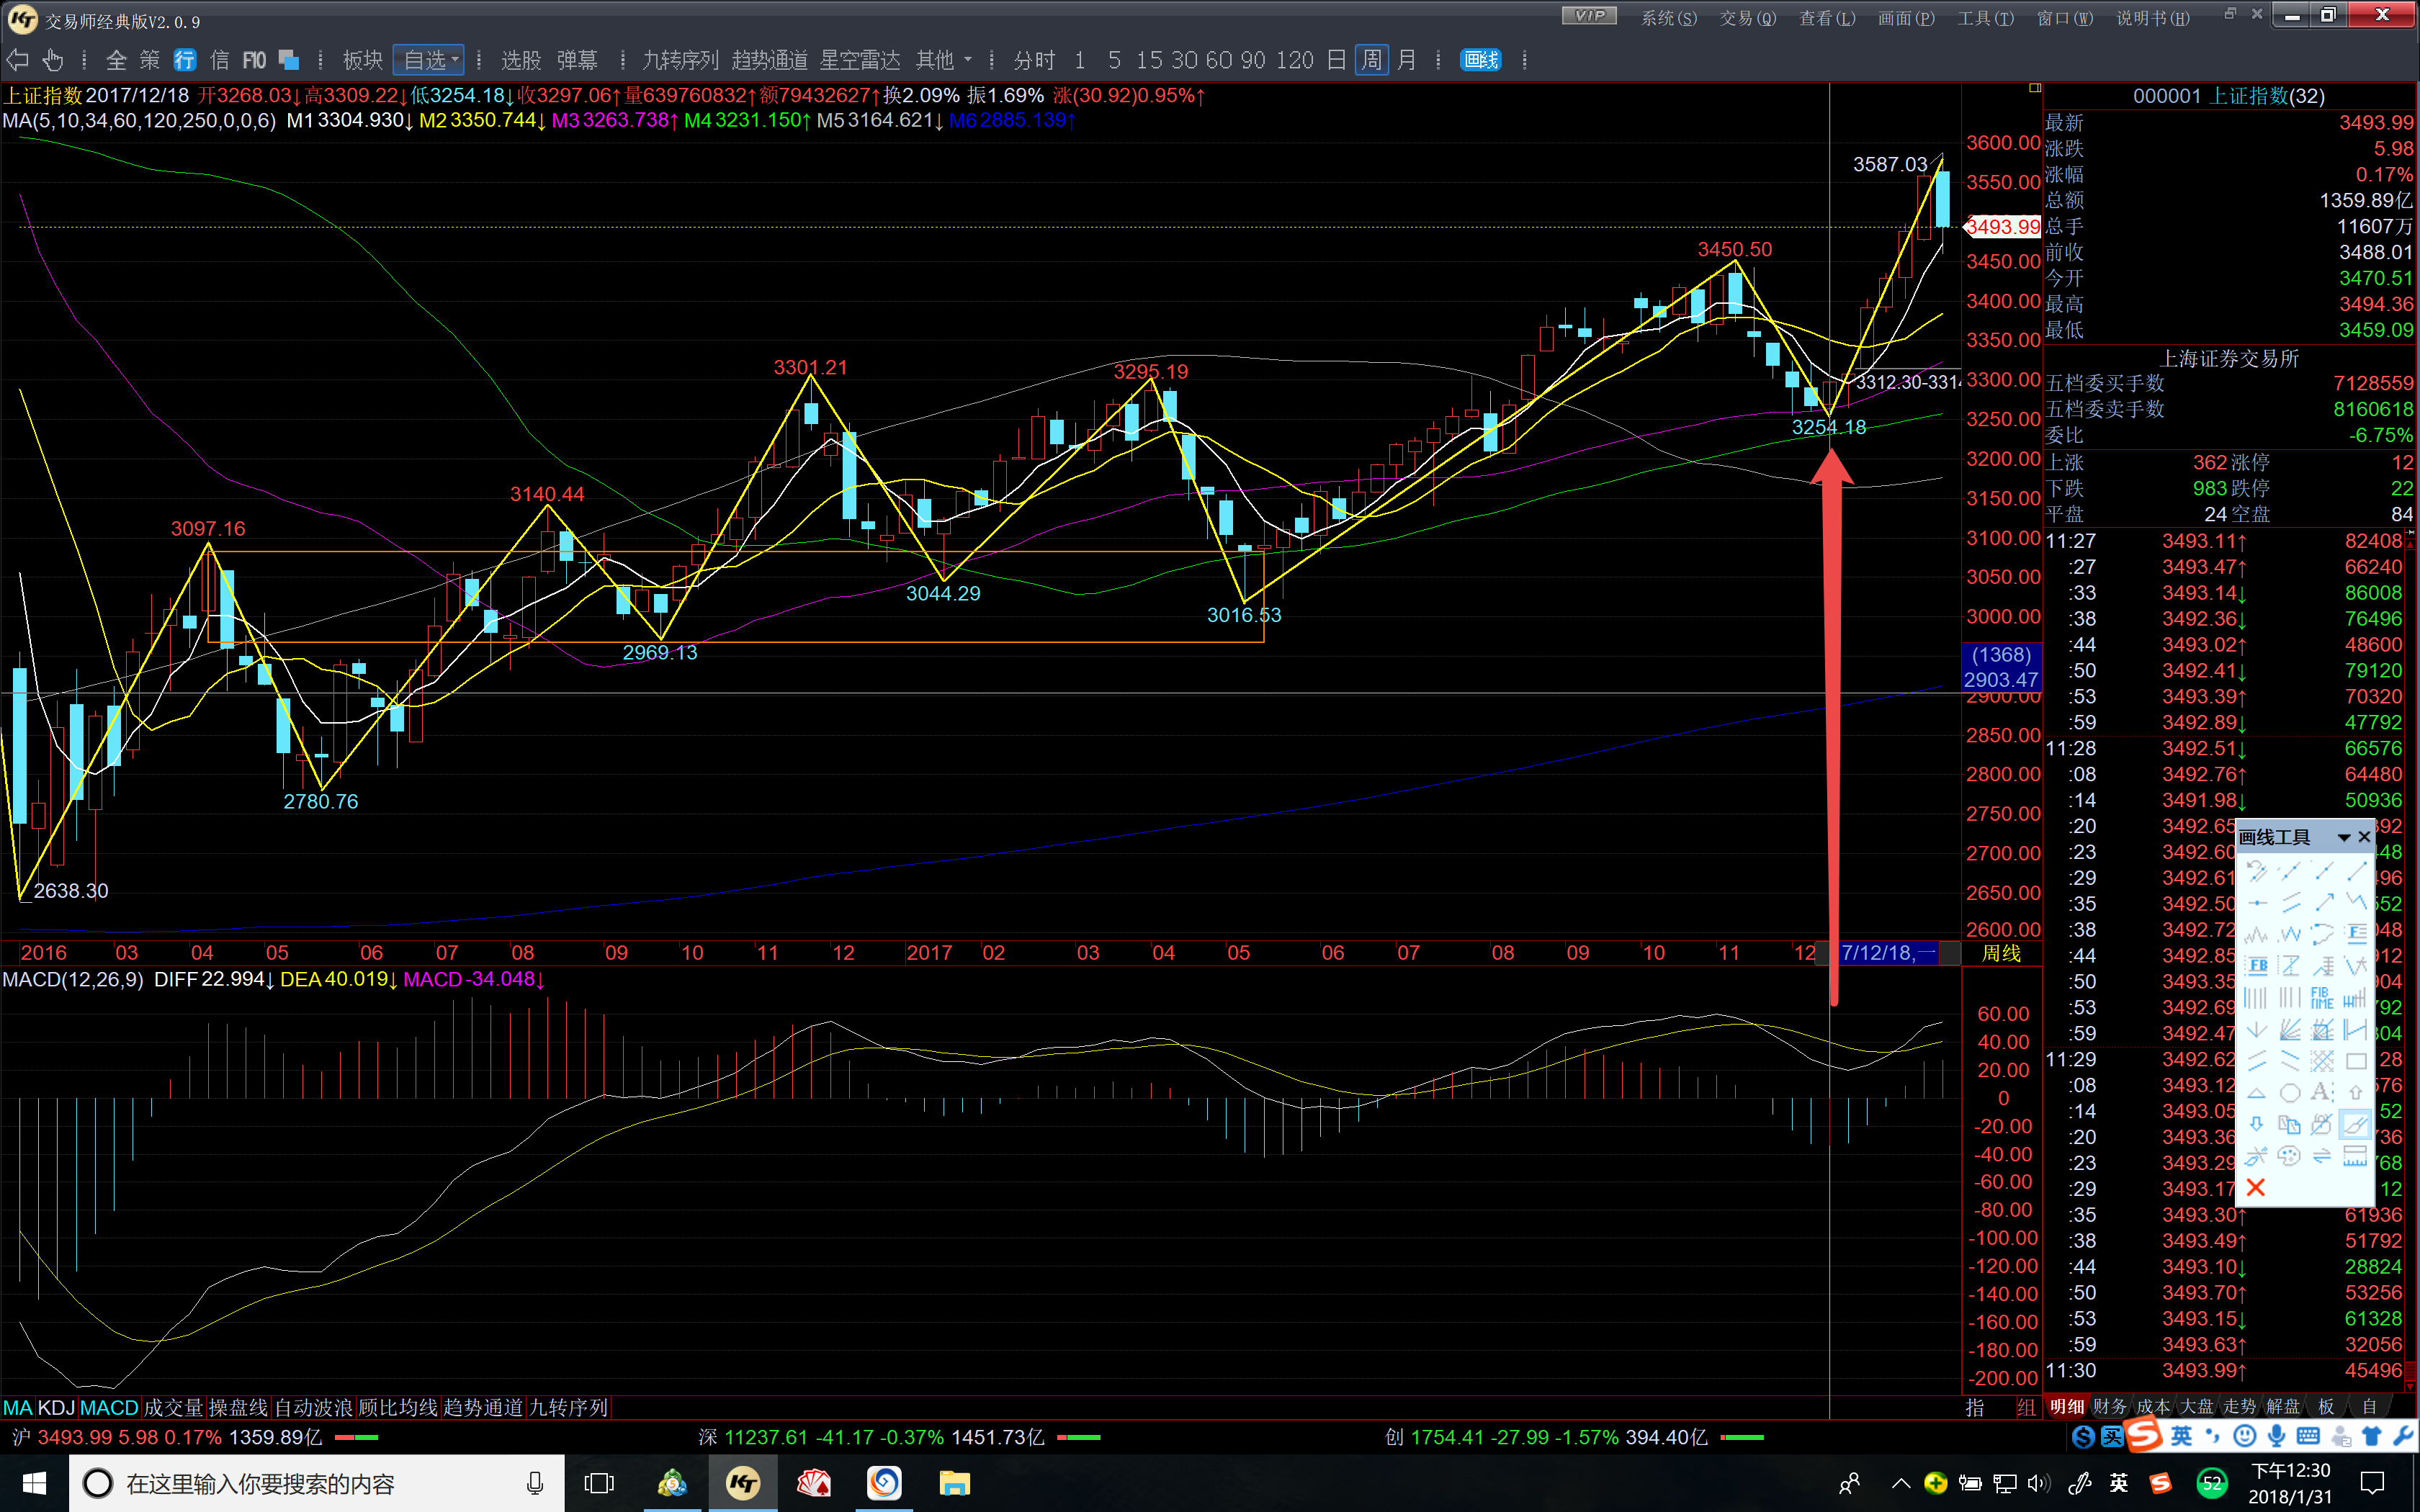 交易师经典版V2.0.9
VIP 系统(S) 交易(Q) 查看(L) 画面(P) 工具(T) 窗口(W) 说明书(H)
全 策 行 信 F10 板块 自选 选股 弹幕 九转序列 趋势通道 星空雷达 其他 分时 1 5 15 30 60 90 120 日 周 月 画线
上证指数 2017/12/18 开3268.03↓ 高3309.22↓ 低3254.18↓ 收3297.06↑ 量639760832↑ 额79432627↑ 换2.09% 振1.69% 涨(30.92)0.95%↑
MA(5,10,34,60,120,250,0,0,6) M1 3304.930↓ M2 3350.744↓ M3 3263.738↑ M4 3231.150↑ M5 3164.621↓ M6 2885.139↑
3587.03
3450.50
3301.21
3295.19
3312.30-3314
3254.18
3140.44
3097.16
3044.29
3016.53
2969.13
2780.76
2638.30
3600.00
3550.00
3493.99
3450.00
3400.00
3350.00
3300.00
3250.00
3200.00
3150.00
3100.00
3050.00
3000.00
(1368)
2903.47
2900.00
2850.00
2800.00
2750.00
2700.00
2650.00
2600.00
2016 03 04 05 06 07 08 09 10 11 12 2017 02 03 04 05 06 07 08 09 10 11 12 7/12/18,一 周线
MACD(12,26,9) DIFF 22.994↓ DEA 40.019↓ MACD -34.048↓
60.00
40.00
20.00
0
-20.00
-40.00
-60.00
-80.00
-100.00
-120.00
-140.00
-160.00
-180.00
-200.00
MA KDJ MACD 成交量 操盘线 自动波浪 顾比均线 趋势通道 九转序列 指 组
000001 上证指数(32)
最新 3493.99
涨跌 5.98
涨幅 0.17%
总额 1359.89亿
总手 11607万
前收 3488.01
今开 3470.51
最高 3494.36
最低 3459.09
上海证券交易所
五档委买手数 7128559
五档委卖手数 8160618
委比 -6.75%
上涨 362 涨停 12
下跌 983 跌停 22
平盘 24 空盘 84
11:27 3493.11↑ 82408
:27 3493.47↑ 66240
:33 3493.14↓ 86008
:38 3492.36↓ 76496
:44 3493.02↑ 48600
:50 3492.41↓ 79120
:53 3493.39↑ 70320
:59 3492.89↓ 47792
11:28 3492.51↓ 66576
:08 3492.76↑ 64480
:14 3491.98↓ 50936
:20 3492.65
:23 3492.60
:29 3492.61
:35 3492.50
:38 3492.72
:44 3492.85
:50 3493.35
:53 3492.69
:59 3492.47
11:29 3492.62
:08 3493.12
:14 3493.05
:20 3493.36
:23 3493.29
:29 3493.17
:35 3493.30↑ 61936
:38 3493.49↑ 51792
:44 3493.10↓ 28824
:50 3493.70↑ 53256
:53 3493.15↓ 61328
:59 3493.63↑ 32056
11:30 3493.99↑ 45496
画线工具
FB
FIB TIME
明细 财务 成本 大盘 走势 解盘 板 自
沪 3493.99 5.98 0.17% 1359.89亿 深 11237.61 -41.17 -0.37% 1451.73亿 创 1754.41 -27.99 -1.57% 394.40亿
买 英
在这里输入你要搜索的内容
英 52
下午12:30
2018/1/31